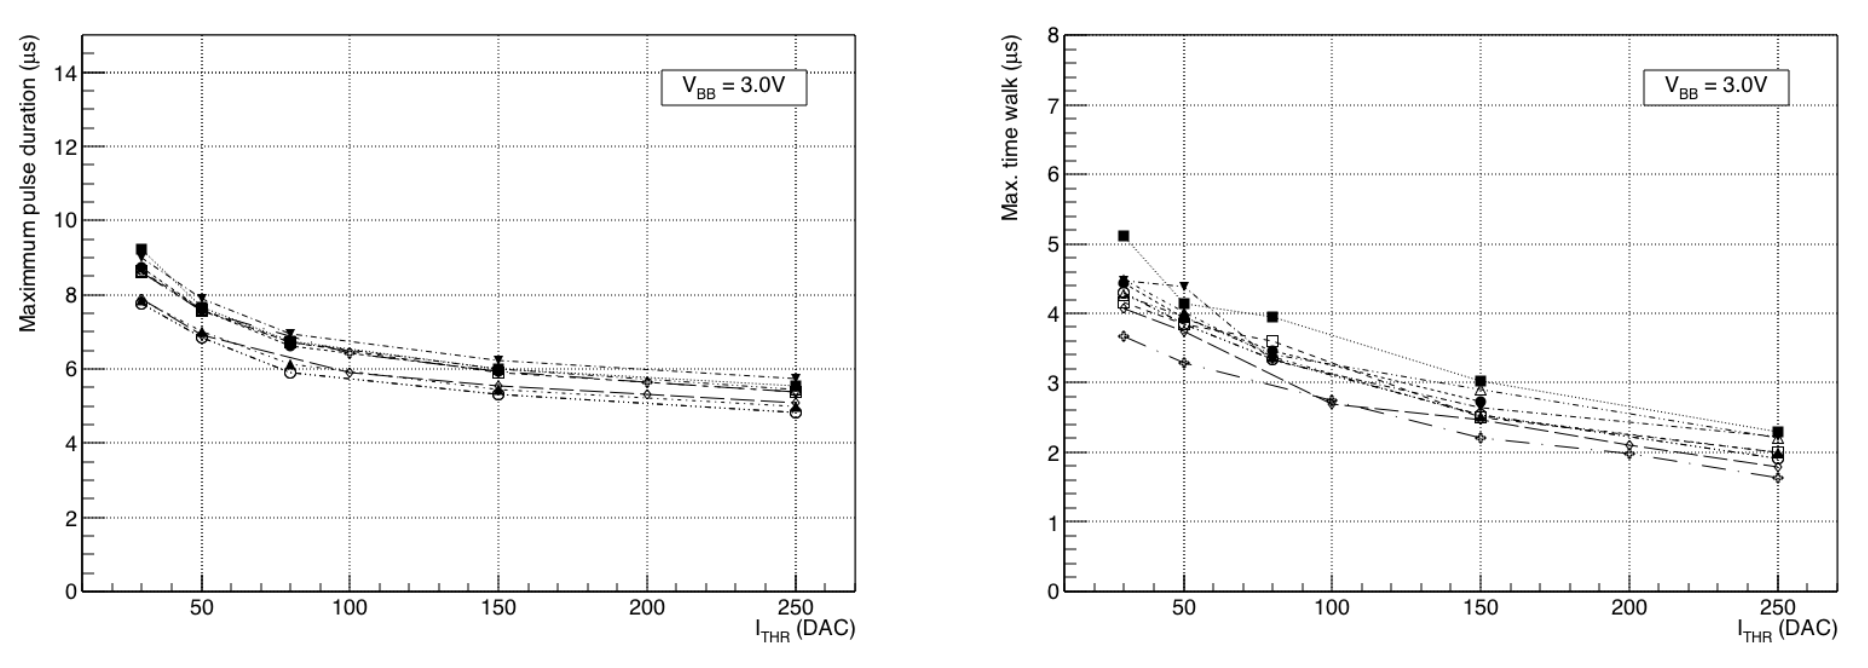 Maximmum pulse duration (μs)
14
12
10
8
6
4
2
0
V_BB = 3.0V
50 100 150 200 250
I_THR (DAC)
Max. time walk (μs)
8
7
6
5
4
3
2
1
0
V_BB = 3.0V
50 100 150 200 250
I_THR (DAC)